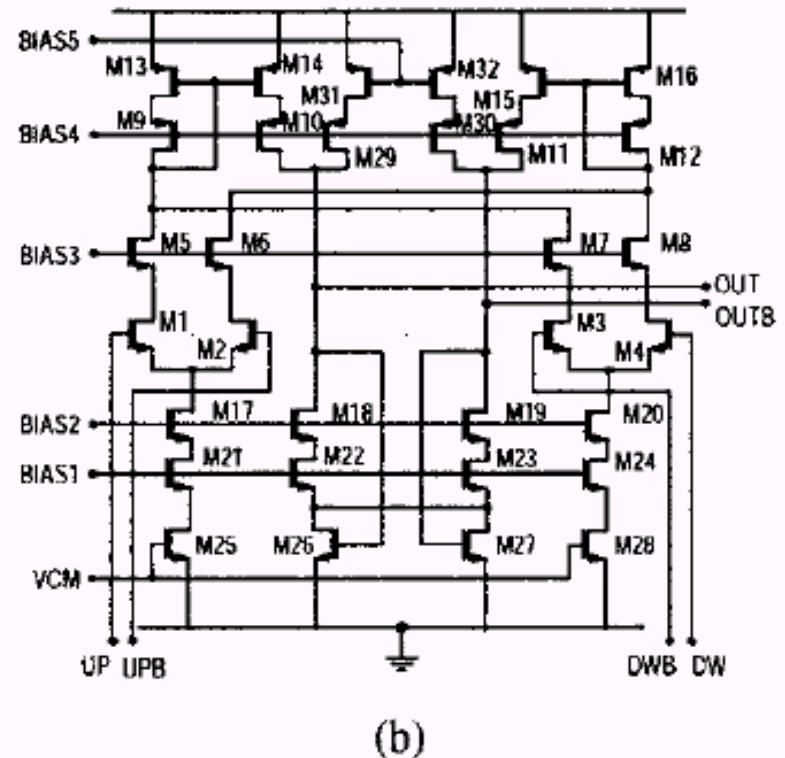 BIAS5
M13 M14 M32 M16
M31 M15
M9 M10 M30
BIAS4
M29 M11 M12
M5 M6 M7 M8
BIAS3
OUT
OUTB
M1 M2 M3 M4
BIAS2
M17 M18 M19 M20
BIAS1
M21 M22 M23 M24
M25 M26 M27 M28
VCM
UP UPB DWB DW
(b)